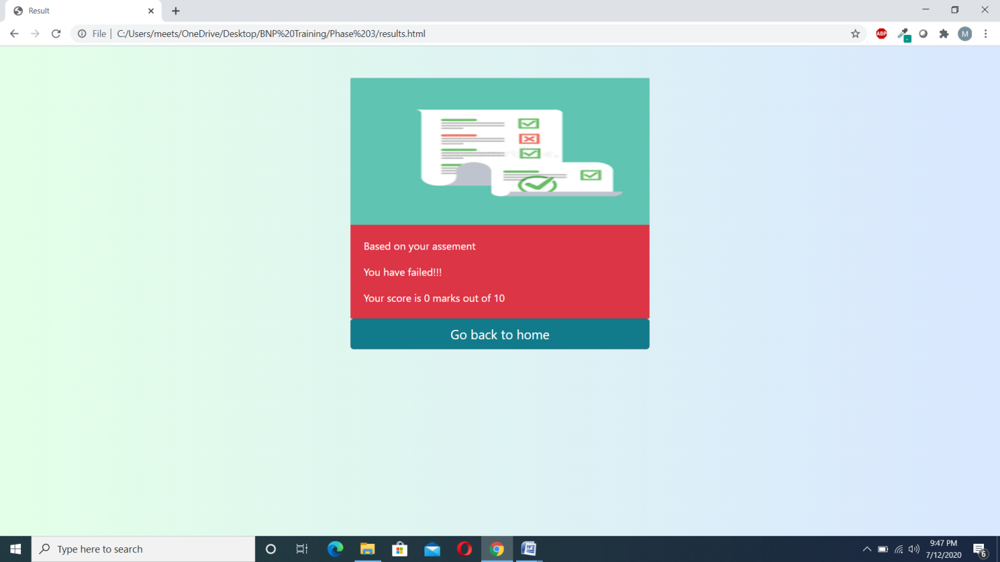 Result
File | C:/Users/meets/OneDrive/Desktop/BNP%20Training/Phase%203/results.html
ABP
M
Based on your assement
You have failed!!!
Your score is 0 marks out of 10
Go back to home
Type here to search
9:47 PM
7/12/2020
6